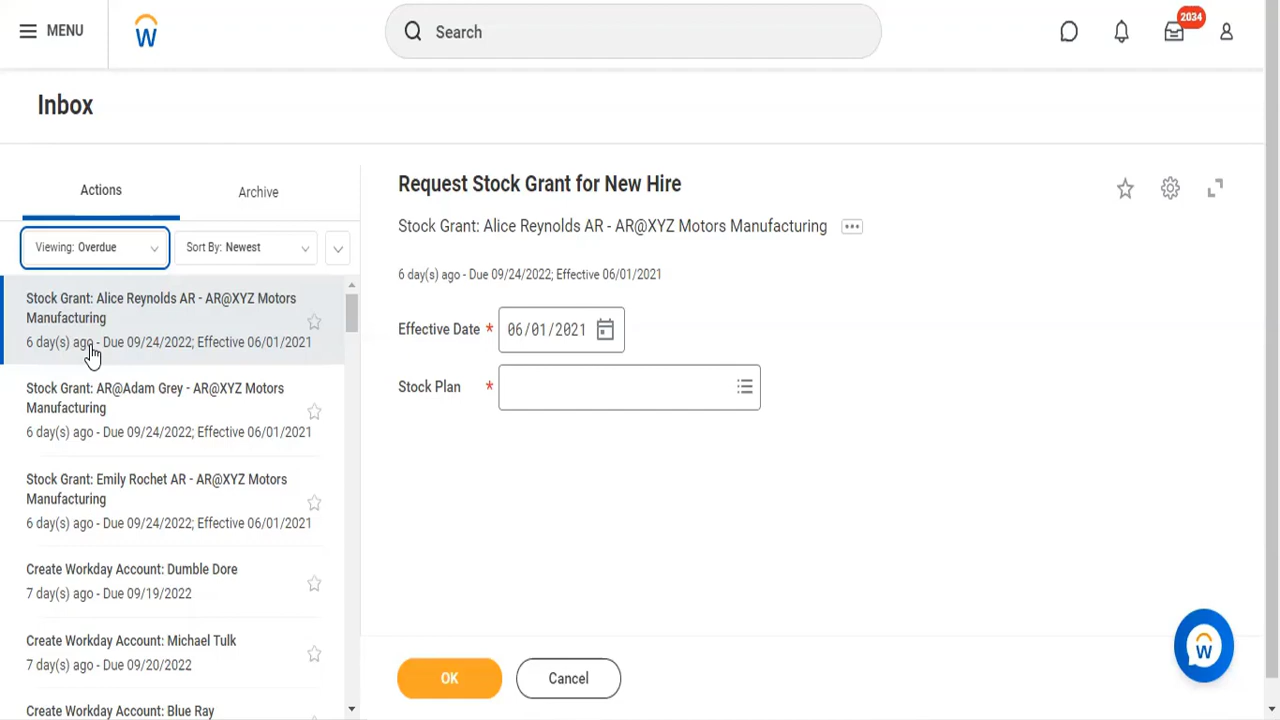 MENU
Search
2034
Inbox
Actions
Archive
Viewing: Overdue
Sort By: Newest
Stock Grant: Alice Reynolds AR - AR@XYZ Motors
Manufacturing
6 day(s) ago - Due 09/24/2022; Effective 06/01/2021
Stock Grant: AR@Adam Grey - AR@XYZ Motors
Manufacturing
6 day(s) ago - Due 09/24/2022; Effective 06/01/2021
Stock Grant: Emily Rochet AR - AR@XYZ Motors
Manufacturing
6 day(s) ago - Due 09/24/2022; Effective 06/01/2021
Create Workday Account: Dumble Dore
7 day(s) ago - Due 09/19/2022
Create Workday Account: Michael Tulk
7 day(s) ago - Due 09/20/2022
Create Workday Account: Blue Ray
Request Stock Grant for New Hire
Stock Grant: Alice Reynolds AR - AR@XYZ Motors Manufacturing
6 day(s) ago - Due 09/24/2022; Effective 06/01/2021
Effective Date * 06/01/2021
Stock Plan *
OK
Cancel